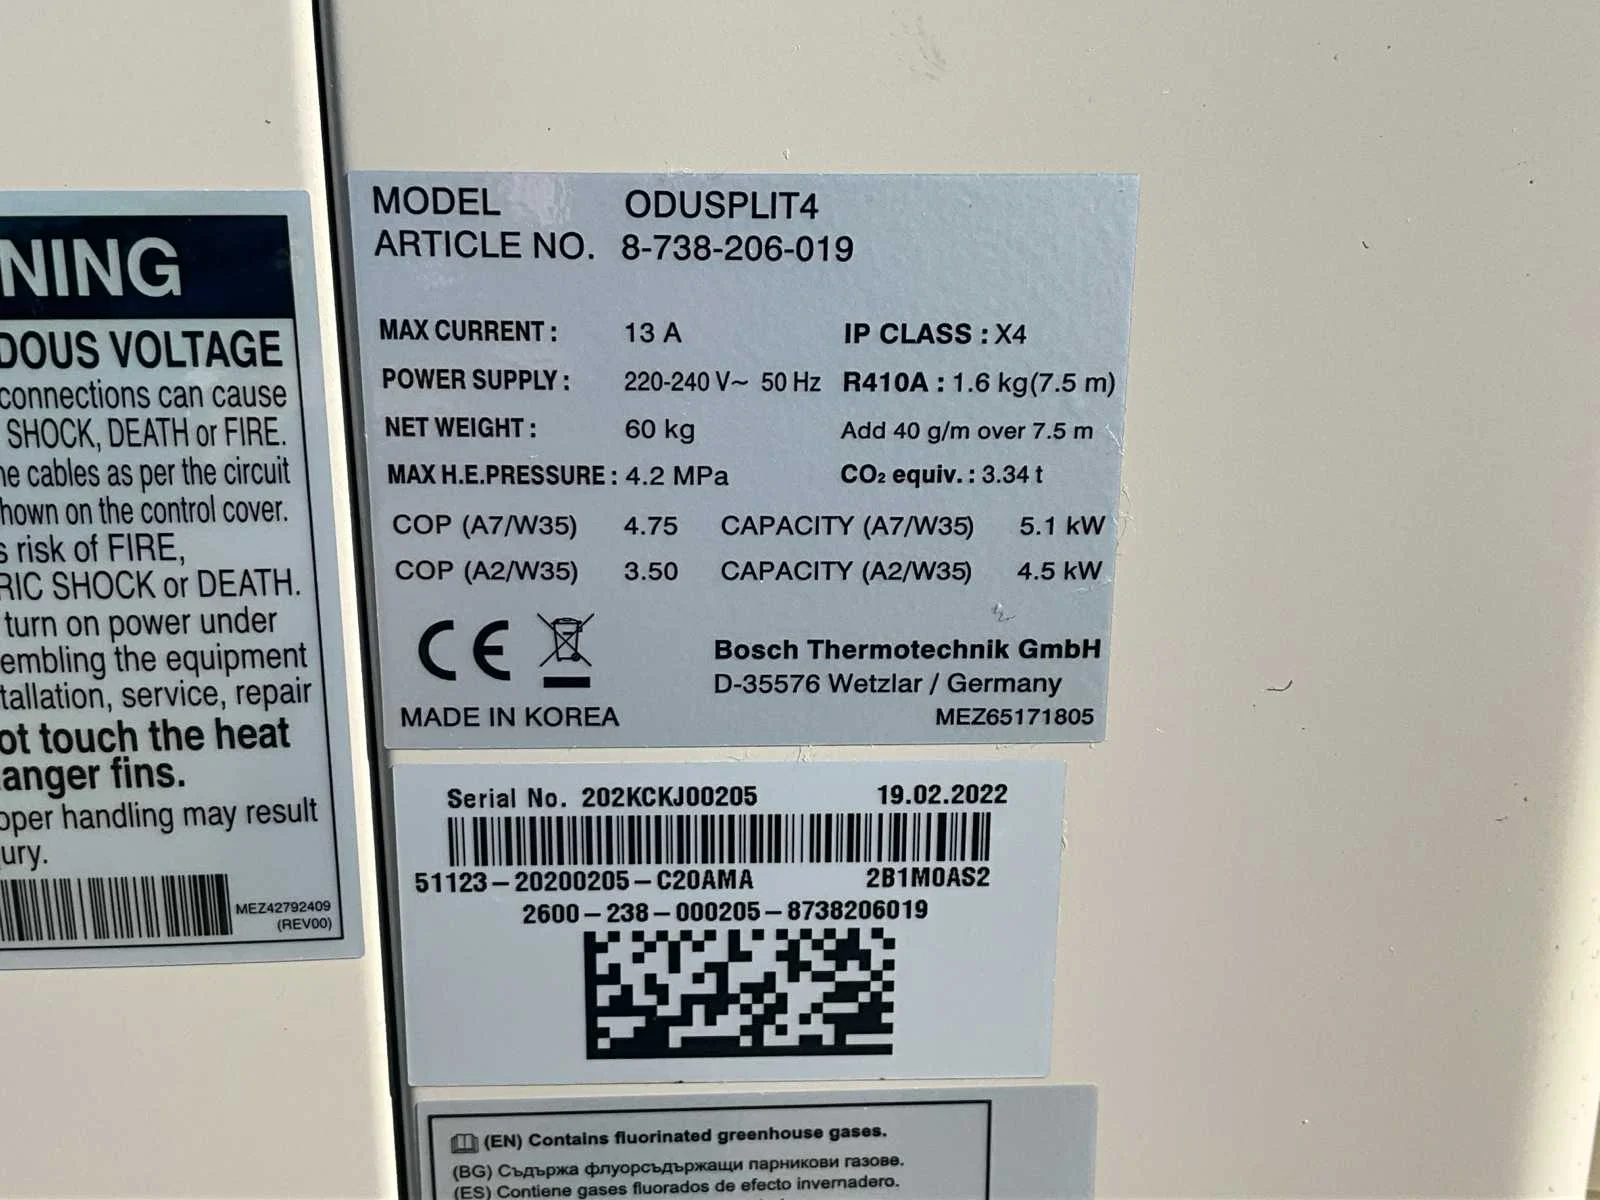 NING
DOUS VOLTAGE
connections can cause
SHOCK, DEATH or FIRE.
he cables as per the circuit
hown on the control cover.
s risk of FIRE,
RIC SHOCK or DEATH.
turn on power under
embling the equipment
tallation, service, repair
ot touch the heat
anger fins.
oper handling may result
ury.
MEZ42792409
(REV00)
MODEL ODUSPLIT4
ARTICLE NO. 8-738-206-019
MAX CURRENT : 13 A IP CLASS : X4
POWER SUPPLY : 220-240 V~ 50 Hz R410A : 1.6 kg(7.5 m)
NET WEIGHT : 60 kg Add 40 g/m over 7.5 m
MAX H.E.PRESSURE : 4.2 MPa CO₂ equiv. : 3.34 t
COP (A7/W35) 4.75 CAPACITY (A7/W35) 5.1 kW
COP (A2/W35) 3.50 CAPACITY (A2/W35) 4.5 kW
CE
Bosch Thermotechnik GmbH
D-35576 Wetzlar / Germany
MADE IN KOREA MEZ65171805
Serial No. 202KCKJ00205 19.02.2022
51123-20200205-C20AMA 2B1M0AS2
2600-238-000205-8738206019
(EN) Contains fluorinated greenhouse gases.
(BG) Съдържа флуорсъдържащи парникови газове.
(ES) Contiene gases fluorados de efecto invernadero.